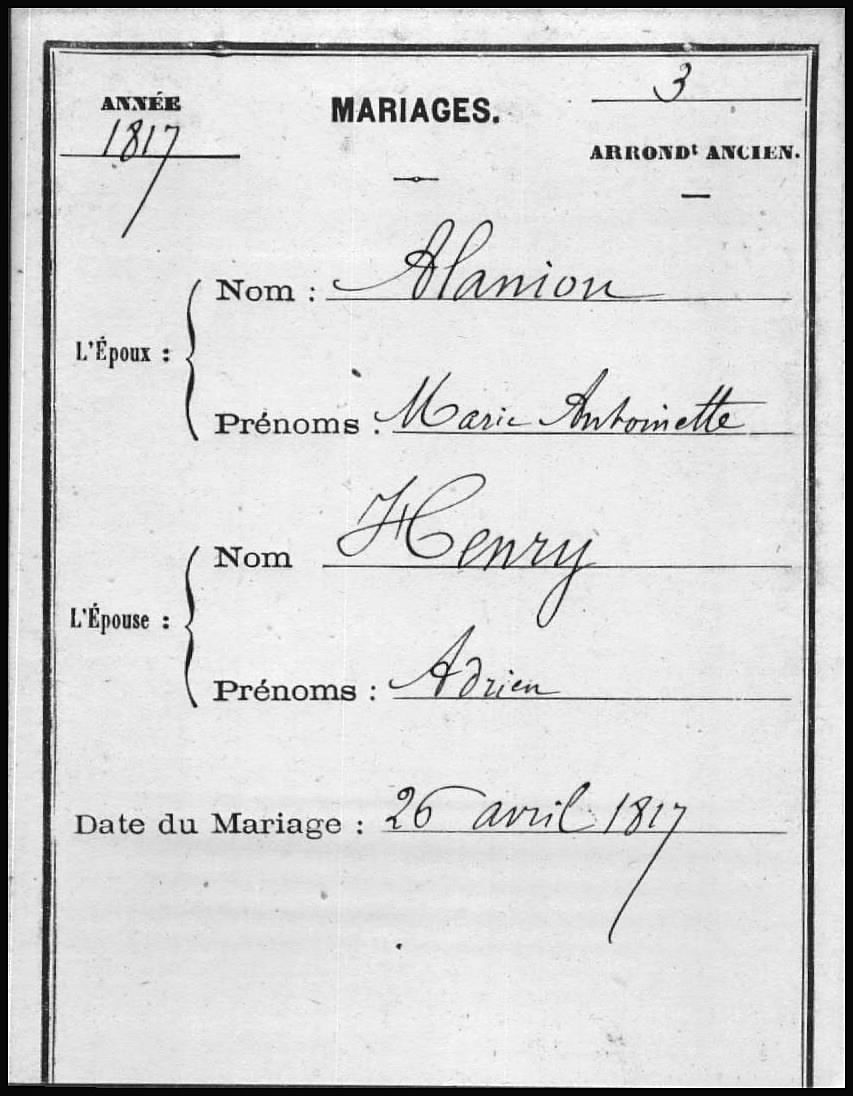 ANNÉE
1817
MARIAGES.
3
ARRONDt ANCIEN.
L'Époux :
Nom : Alanion
Prénoms : Marie Antoinette
L'Épouse :
Nom Henry
Prénoms : Adrien
Date du Mariage : 26 avril 1817